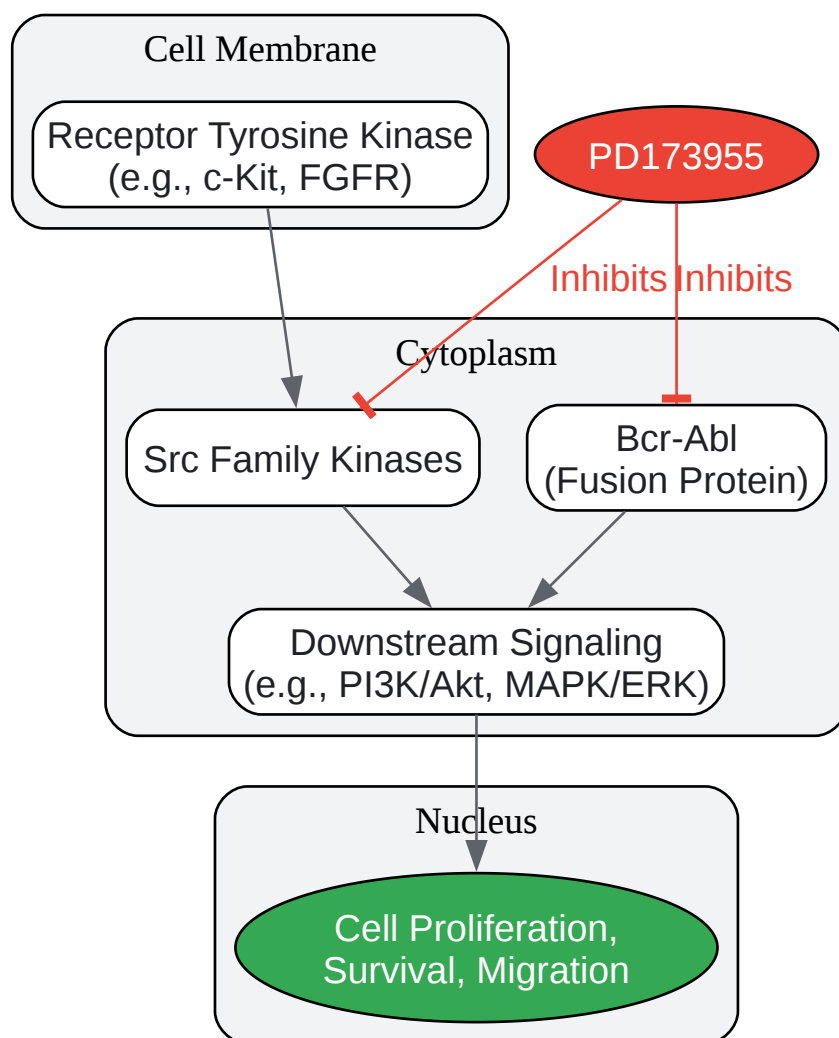 Cell Membrane
Receptor Tyrosine Kinase
(e.g., c-Kit, FGFR)
PD173955
Inhibits
Inhibits
Cytoplasm
Src Family Kinases
Bcr-Abl
(Fusion Protein)
Downstream Signaling
(e.g., PI3K/Akt, MAPK/ERK)
Nucleus
Cell Proliferation,
Survival, Migration